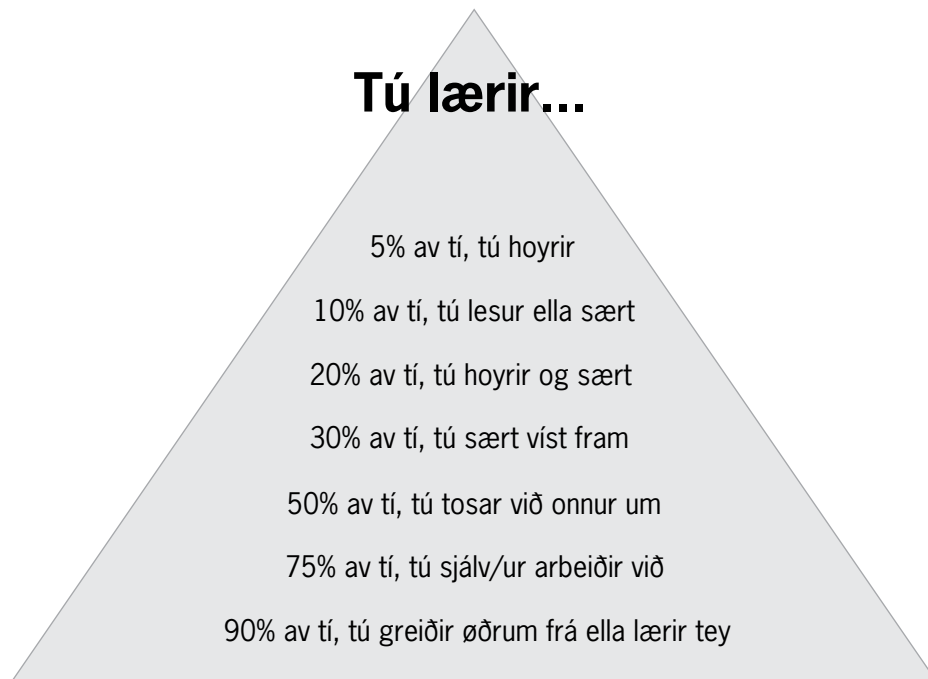 Tú lærir...
5% av tí, tú hoyrir
10% av tí, tú lesur ella sært
20% av tí, tú hoyrir og sært
30% av tí, tú sært víst fram
50% av tí, tú tosar við onnur um
75% av tí, tú sjálv/ur arbeiðir við
90% av tí, tú greiðir øðrum frá ella lærir tey